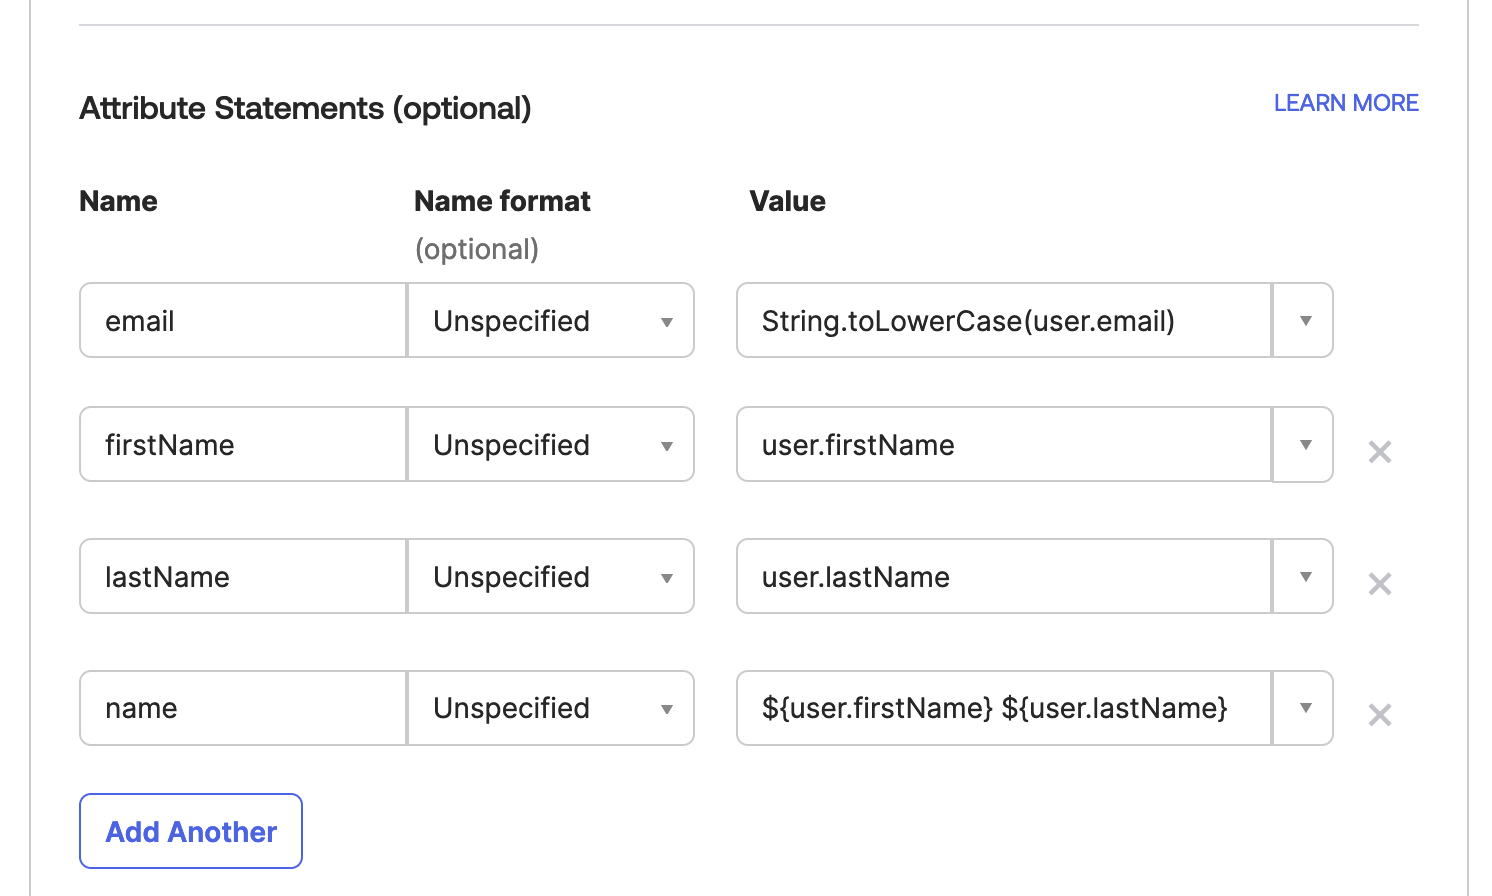 Attribute Statements (optional)
LEARN MORE
Name
Name format
Value
(optional)
email
Unspecified
String.toLowerCase(user.email)
firstName
Unspecified
user.firstName
lastName
Unspecified
user.lastName
name
Unspecified
${user.firstName} ${user.lastName}
Add Another